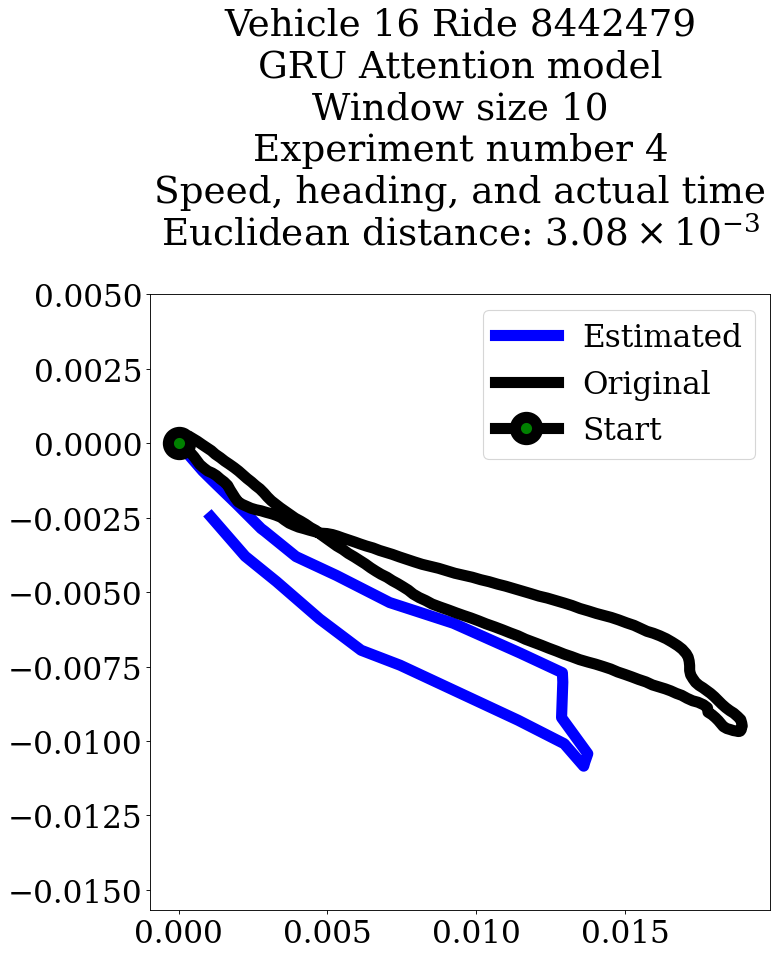 Vehicle 16 Ride 8442479
GRU Attention model
Window size 10
Experiment number 4
Speed, heading, and actual time
Euclidean distance: 3.08 × 10⁻³
Estimated
Original
Start
0.0050
0.0025
0.0000
−0.0025
−0.0050
−0.0075
−0.0100
−0.0125
−0.0150
0.000 0.005 0.010 0.015